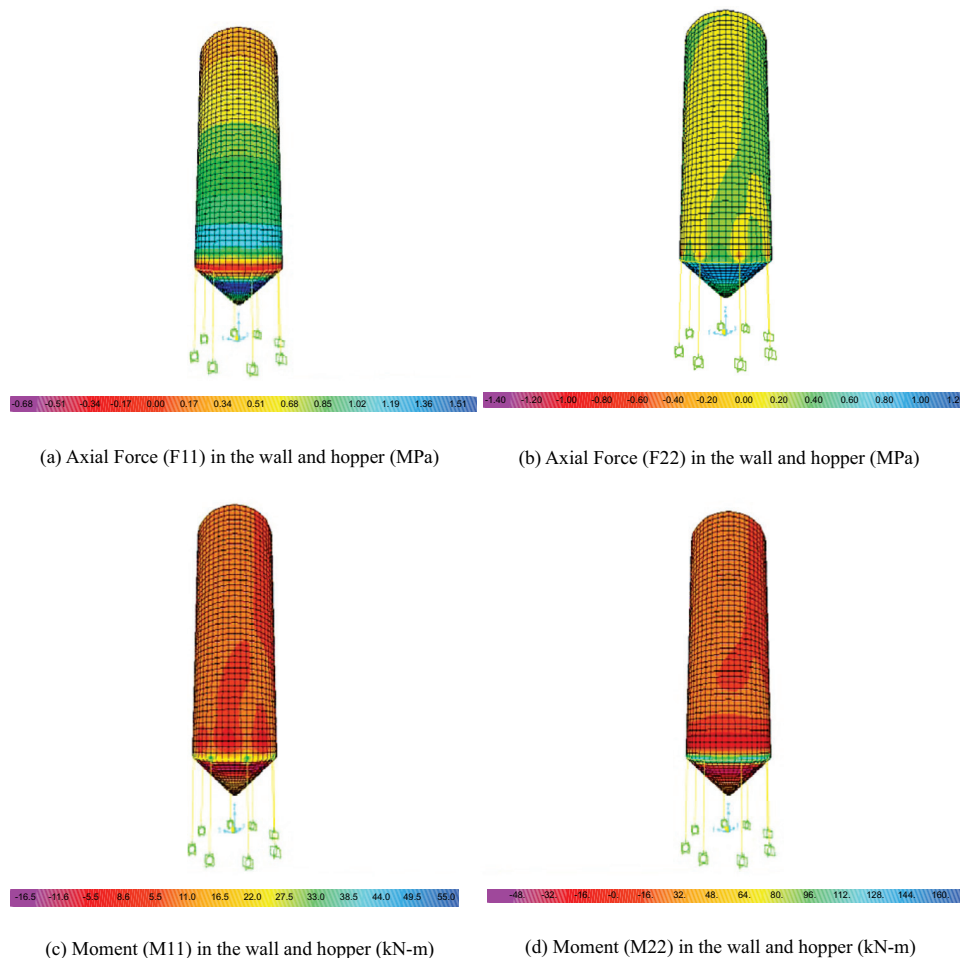 -0.68 -0.51 -0.34 -0.17 0.00 0.17 0.34 0.51 0.68 0.85 1.02 1.19 1.36 1.51
-1.40 -1.20 -1.00 -0.80 -0.60 -0.40 -0.20 0.00 0.20 0.40 0.60 0.80 1.00 1.2
(a) Axial Force (F11) in the wall and hopper (MPa)
(b) Axial Force (F22) in the wall and hopper (MPa)
-16.5 -11.6 -5.5 8.6 5.5 11.0 16.5 22.0 27.5 33.0 38.5 44.0 49.5 55.0
-48. -32. -16. -0. 16. 32. 48. 64. 80. 96. 112. 128. 144. 160.
(c) Moment (M11) in the wall and hopper (kN-m)
(d) Moment (M22) in the wall and hopper (kN-m)